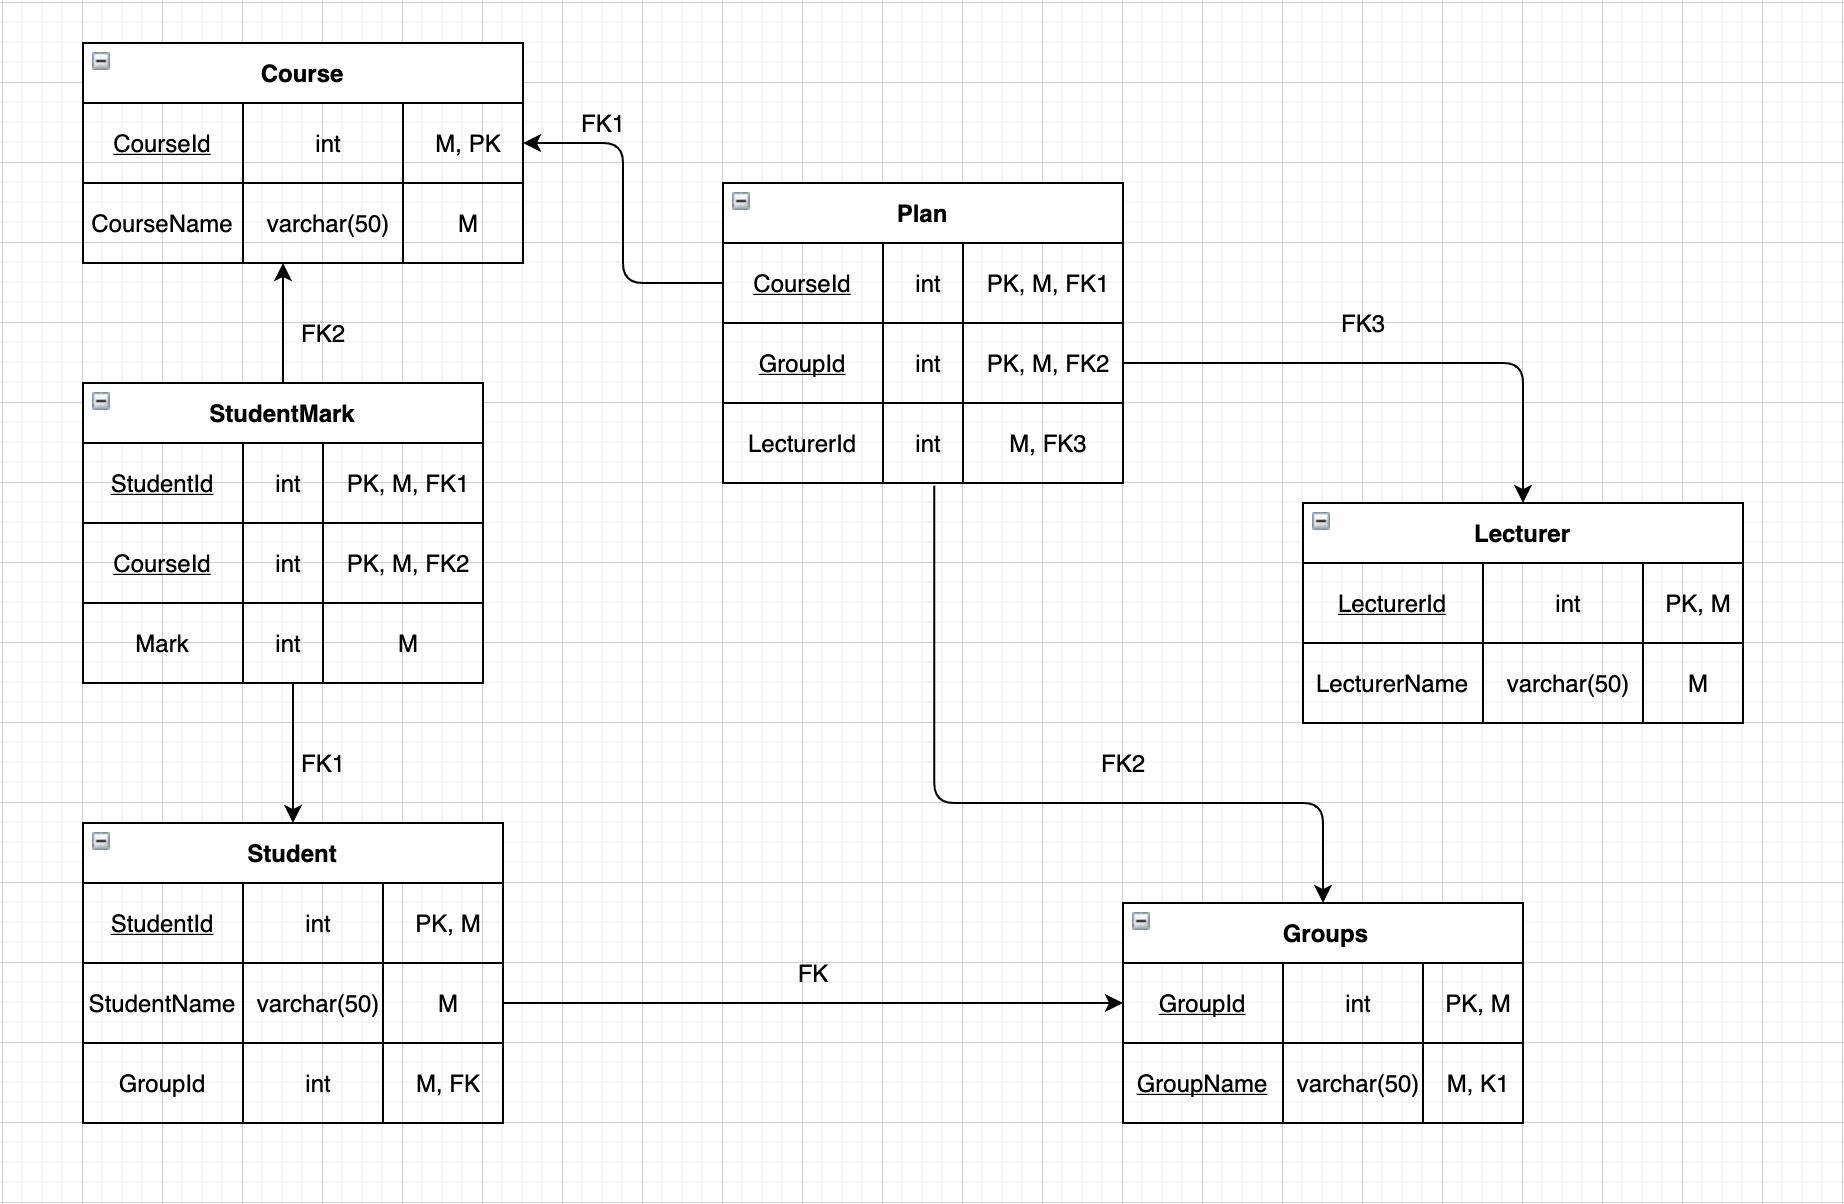 Course
CourseId int M, PK
CourseName varchar(50) M
FK1
Plan
CourseId int PK, M, FK1
GroupId int PK, M, FK2
LecturerId int M, FK3
FK3
FK2
StudentMark
StudentId int PK, M, FK1
CourseId int PK, M, FK2
Mark int M
Lecturer
LecturerId int PK, M
LecturerName varchar(50) M
FK1
FK2
Student
StudentId int PK, M
StudentName varchar(50) M
GroupId int M, FK
FK
Groups
GroupId int PK, M
GroupName varchar(50) M, K1